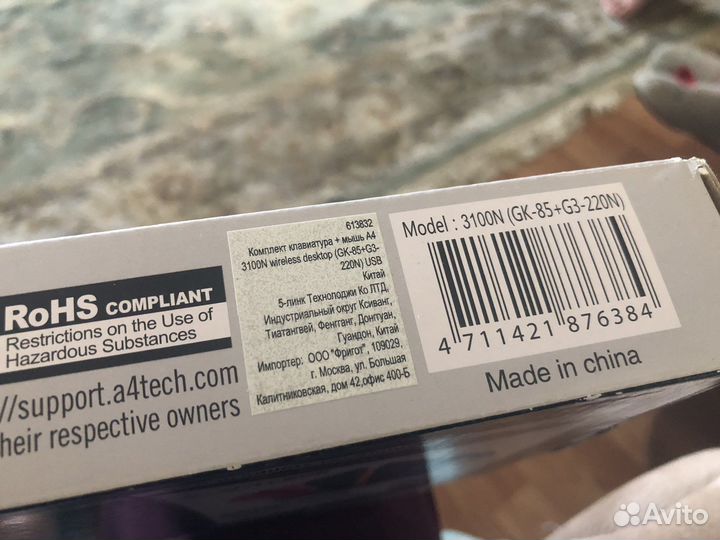 RoHS COMPLIANT
Restrictions on the Use of
Hazardous Substances
//support.a4tech.com
heir respective owners
613832
Комплект клавиатура + мышь A4
3100N wireless desktop (GK-85+G3-
220N) USB
Китай
5-линк Технолоджи Ко ЛТД,
Индустриальный округ Ксиванг,
Тиатангвей, Фенгганг, Донгуан,
Гуандон, Китай
Импортер: ООО "Фригот", 109029,
г. Москва, ул. Большая
Калитниковская, дом 42,офис 400-Б
Model : 3100N (GK-85+G3-220N)
4 711421 876384
Made in china
Avito